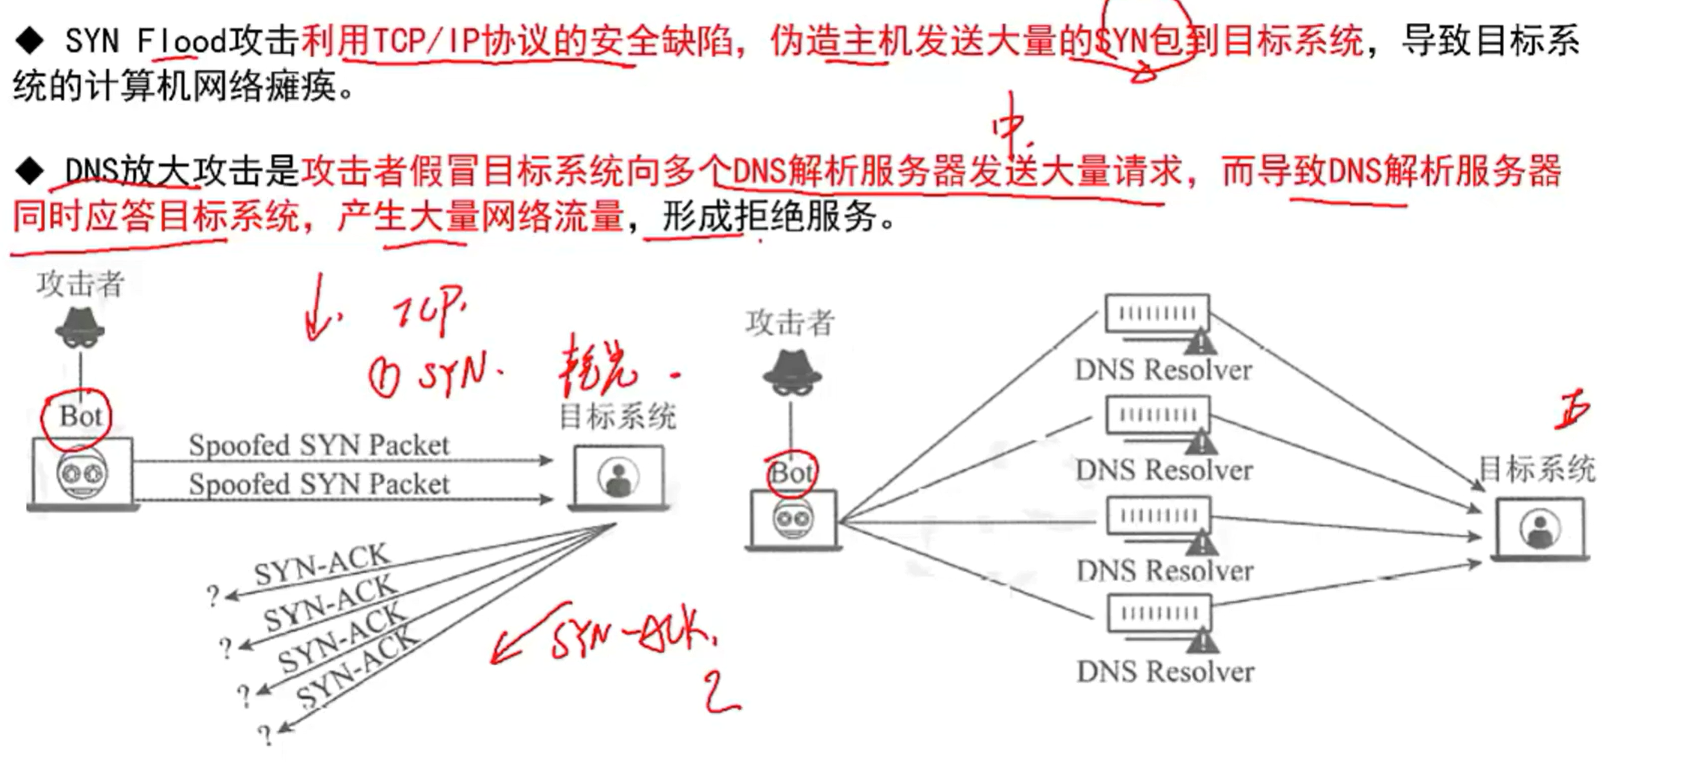 ◆ SYN Flood攻击利用TCP/IP协议的安全缺陷，伪造主机发送大量的SYN包到目标系统，导致目标系
统的计算机网络瘫痪。
中.
◆ DNS放大攻击是攻击者假冒目标系统向多个DNS解析服务器发送大量请求，而导致DNS解析服务器
同时应答目标系统，产生大量网络流量，形成拒绝服务。
攻击者
TCP.
① SYN. 耗光.
Bot
目标系统
Spoofed SYN Packet
Spoofed SYN Packet
SYN-ACK
?
SYN-ACK
?
SYN-ACK
?
SYN-ACK
?
SYN-ACK.
2
攻击者
Bot
DNS Resolver
DNS Resolver
DNS Resolver
DNS Resolver
目标系统